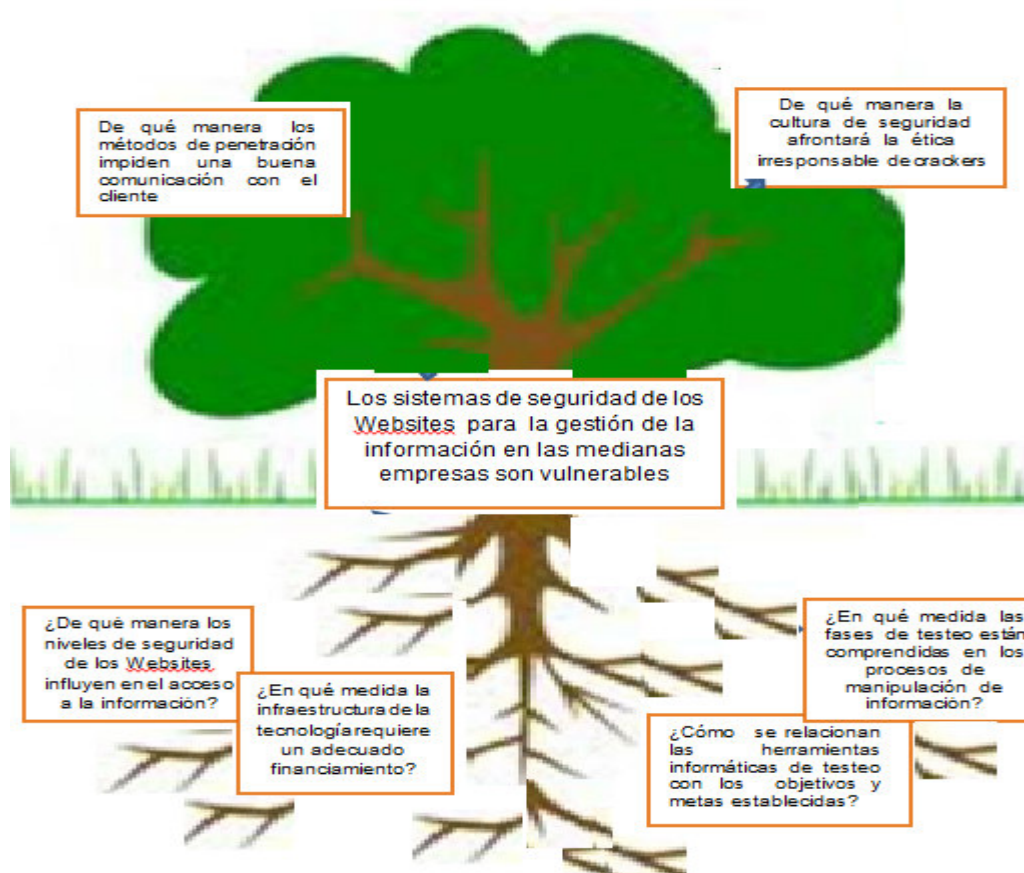 De qué manera los
métodos de penetración
impiden una buena
comunicación con el
cliente
De qué manera la
cultura de seguridad
afrontará la ética
irresponsable de crackers
Los sistemas de seguridad de los
Websites para la gestión de la
información en las medianas
empresas son vulnerables
¿De qué manera los
niveles de seguridad
de los Websites
influyen en el acceso
a la información?
¿En qué medida la
infraestructura de la
tecnología requiere
un adecuado
financiamiento?
¿Cómo se relacionan
las herramientas
informáticas de testeo
con los objetivos y
metas establecidas?
¿En qué medida las
fases de testeo están
comprendidas en los
procesos de
manipulación de
información?